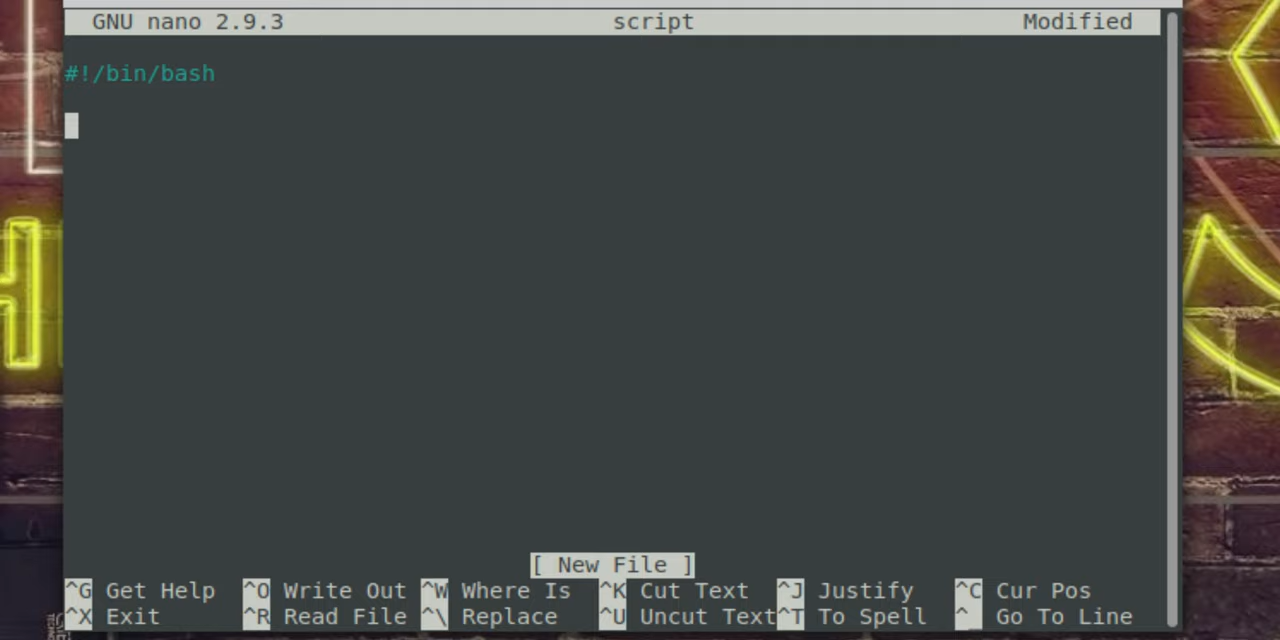 GNU nano 2.9.3 script Modified
#!/bin/bash
[ New File ]
^G Get Help ^O Write Out ^W Where Is ^K Cut Text ^J Justify ^C Cur Pos
^X Exit ^R Read File ^\ Replace ^U Uncut Text ^T To Spell ^_ Go To Line